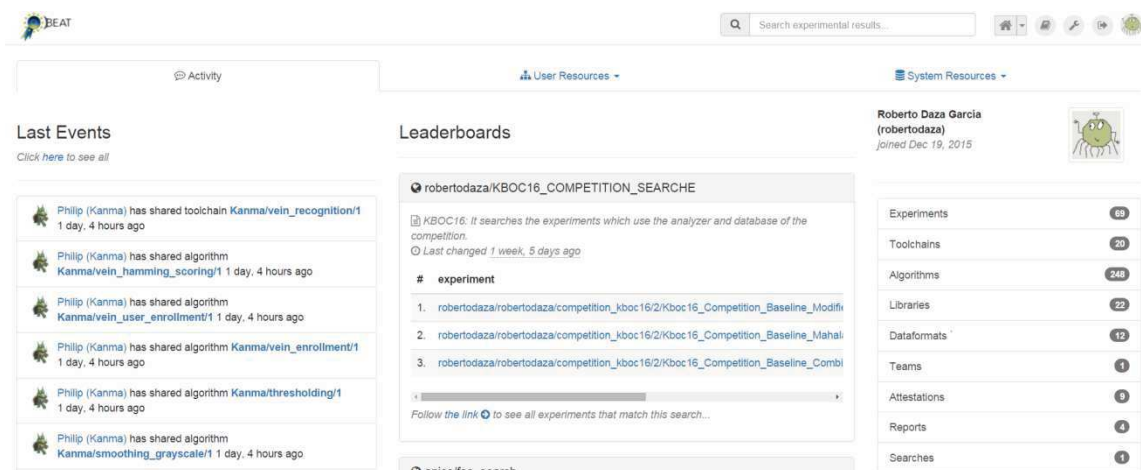 BEAT
Search experimental results...
Activity
User Resources
System Resources
Last Events
Click here to see all
Philip (Kanma) has shared toolchain Kanma/vein_recognition/1
1 day, 4 hours ago
Philip (Kanma) has shared algorithm
Kanma/vein_hamming_scoring/1 1 day, 4 hours ago
Philip (Kanma) has shared algorithm
Kanma/vein_user_enrollment/1 1 day, 4 hours ago
Philip (Kanma) has shared algorithm Kanma/vein_enrollment/1
1 day, 4 hours ago
Philip (Kanma) has shared algorithm Kanma/thresholding/1
1 day, 4 hours ago
Philip (Kanma) has shared algorithm
Kanma/smoothing_grayscale/1 1 day, 4 hours ago
Leaderboards
robertodaza/KBOC16_COMPETITION_SEARCHE
KBOC16: It searches the experiments which use the analyzer and database of the
competition.
Last changed 1 week, 5 days ago
# experiment
1. robertodaza/robertodaza/competition_kboc16/2/Kboc16_Competition_Baseline_Modifie
2. robertodaza/robertodaza/competition_kboc16/2/Kboc16_Competition_Baseline_Mahala
3. robertodaza/robertodaza/competition_kboc16/2/Kboc16_Competition_Baseline_Combi
Follow the link to see all experiments that match this search...
Roberto Daza Garcia
(robertodaza)
joined Dec 19, 2015
Experiments 69
Toolchains 20
Algorithms 248
Libraries 22
Dataformats 12
Teams 1
Attestations 9
Reports 4
Searches 1